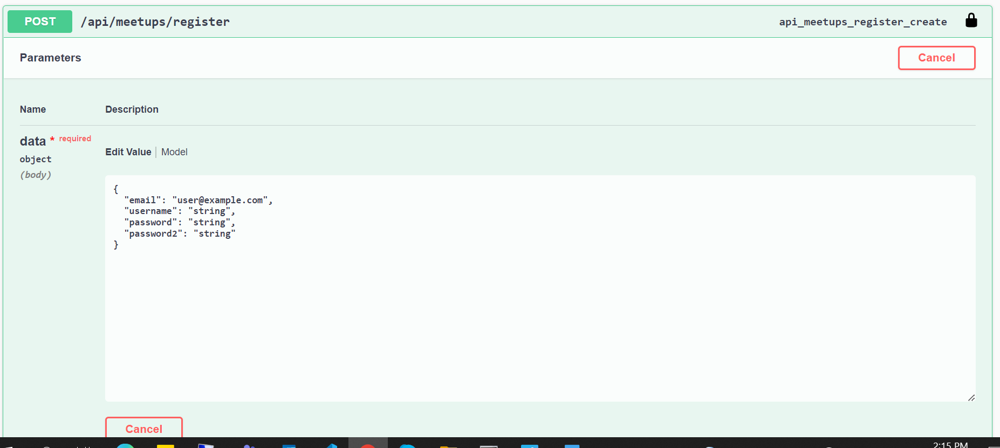 POST /api/meetups/register api_meetups_register_create
Parameters Cancel
Name Description
data * required
object
(body)
Edit Value | Model
{
"email": "user@example.com",
"username": "string",
"password": "string",
"password2": "string"
}
Cancel
2:15 PM